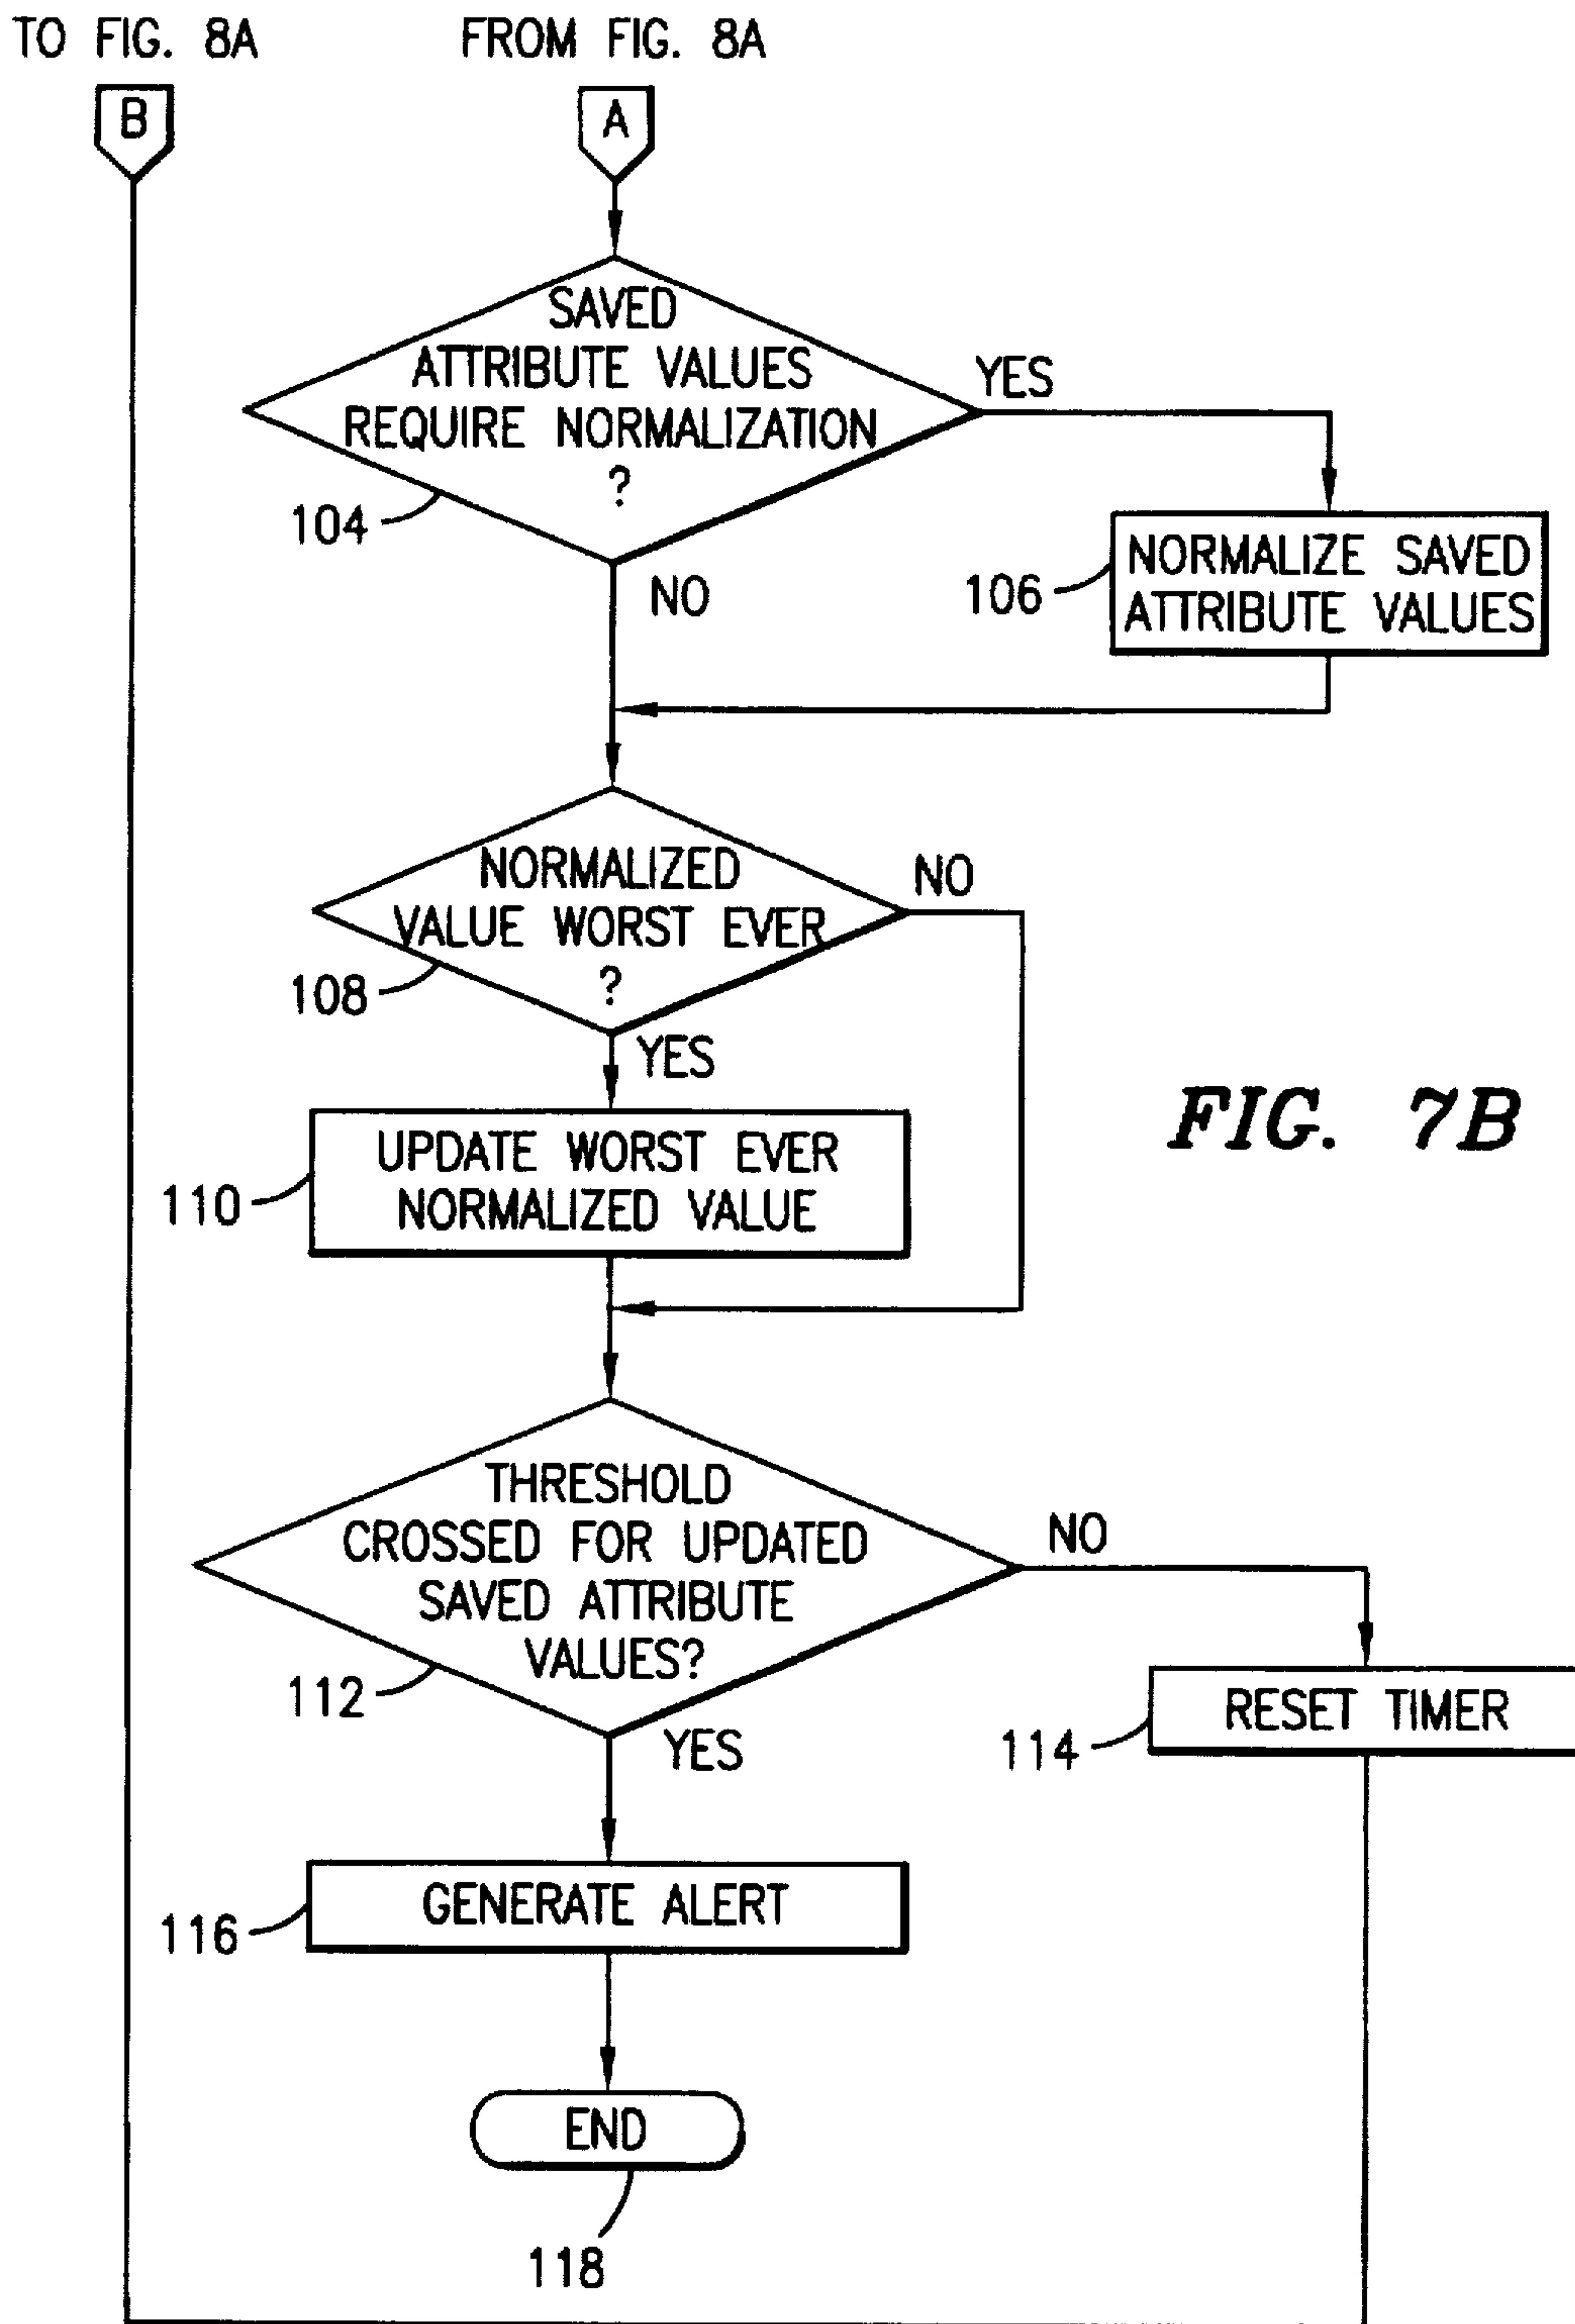 TO FIG. 8A
FROM FIG. 8A
B
A
SAVED
ATTRIBUTE VALUES
REQUIRE NORMALIZATION
?
YES
104
NO
NORMALIZE SAVED
ATTRIBUTE VALUES
106
NORMALIZED
VALUE WORST EVER
?
NO
108
YES
FIG. 7B
UPDATE WORST EVER
NORMALIZED VALUE
110
THRESHOLD
CROSSED FOR UPDATED
SAVED ATTRIBUTE
VALUES?
NO
112
YES
RESET TIMER
114
GENERATE ALERT
116
END
118